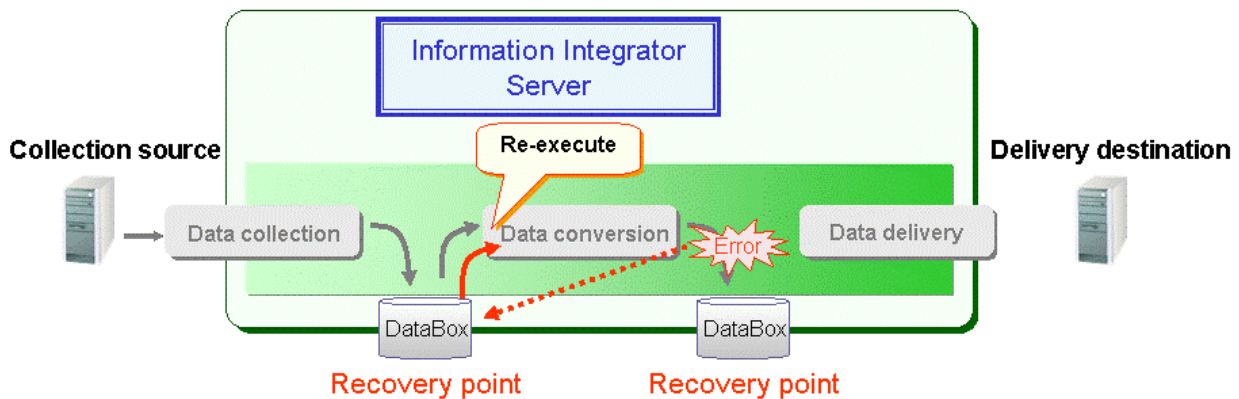 Information Integrator
Server
Collection source
Re-execute
Delivery destination
Data collection
Data conversion
Error
Data delivery
DataBox
DataBox
Recovery point
Recovery point